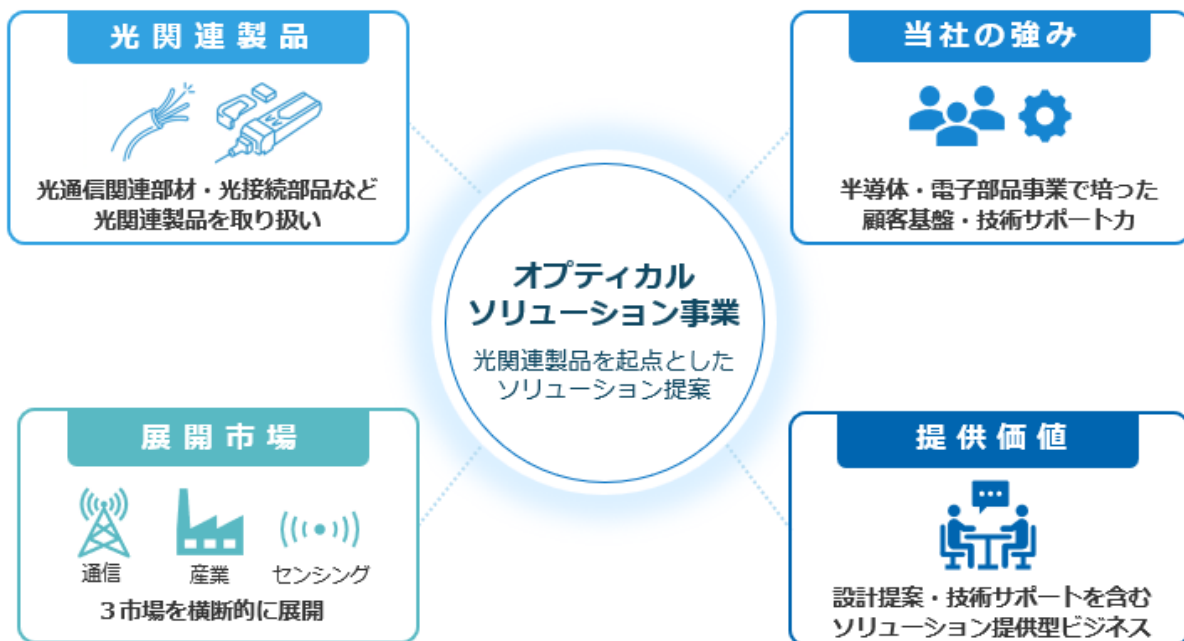 光関連製品
光通信関連部材・光接続部品など
光関連製品を取り扱い
当社の強み
半導体・電子部品事業で培った
顧客基盤・技術サポート力
オプティカル
ソリューション事業
光関連製品を起点とした
ソリューション提案
展開市場
通信 産業 センシング
３市場を横断的に展開
提供価値
設計提案・技術サポートを含む
ソリューション提供型ビジネス